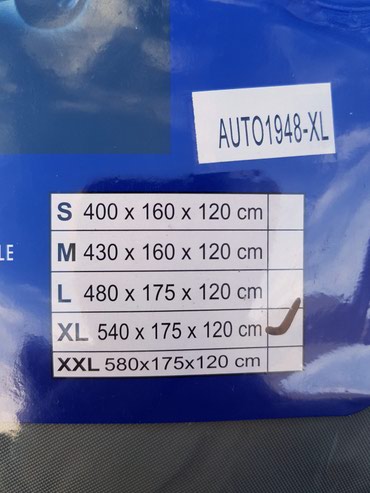 AUTO1948-XL
S 400 x 160 x 120 cm
M 430 x 160 x 120 cm
LE
L 480 x 175 x 120 cm
XL 540 x 175 x 120 cm
XXL 580x175x120 cm